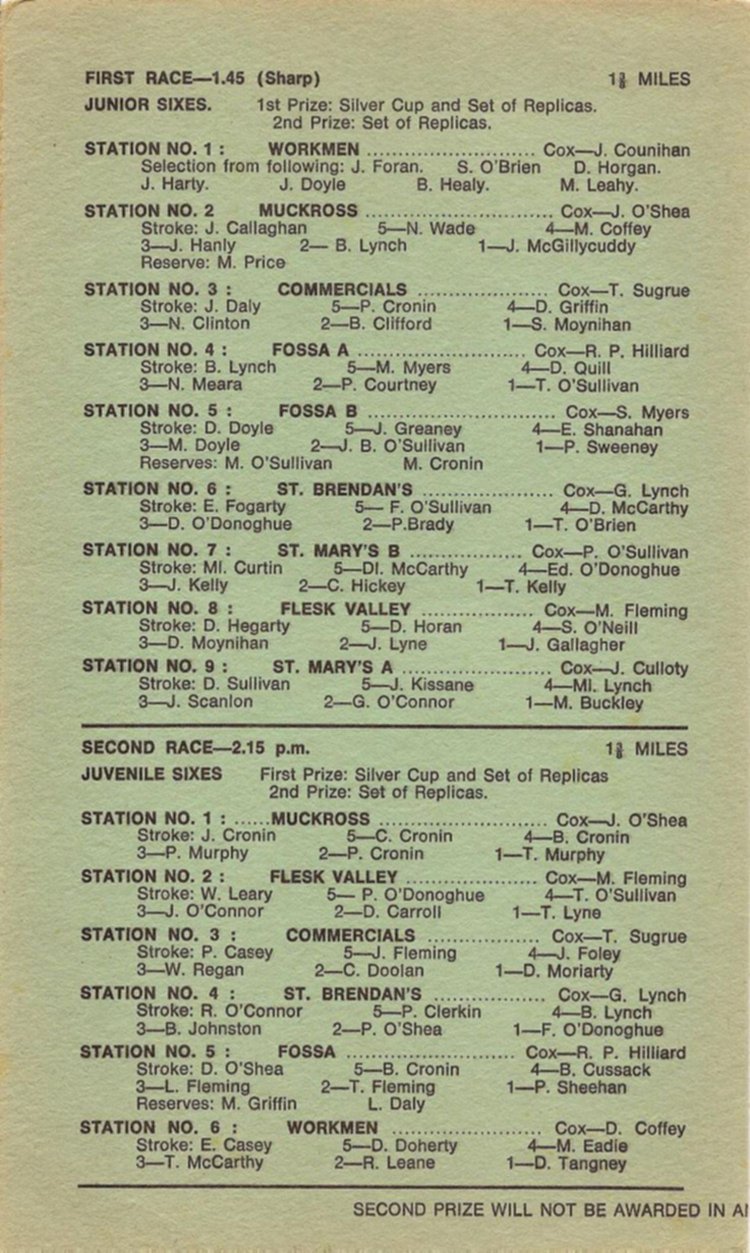 FIRST RACE—1.45 (Sharp) 1⅜ MILES
JUNIOR SIXES. 1st Prize: Silver Cup and Set of Replicas.
2nd Prize: Set of Replicas.
STATION NO. 1 : WORKMEN ......................... Cox—J. Counihan
Selection from following: J. Foran. S. O'Brien D. Horgan.
J. Harty. J. Doyle B. Healy. M. Leahy.
STATION NO. 2 MUCKROSS ............................ Cox—J. O'Shea
Stroke: J. Callaghan 5—N. Wade 4—M. Coffey
3—J. Hanly 2— B. Lynch 1—J. McGillycuddy
Reserve: M. Price
STATION NO. 3 : COMMERCIALS .................... Cox—T. Sugrue
Stroke: J. Daly 5—P. Cronin 4—D. Griffin
3—N. Clinton 2—B. Clifford 1—S. Moynihan
STATION NO. 4 : FOSSA A ......................... Cox—R. P. Hilliard
Stroke: B. Lynch 5—M. Myers 4—D. Quill
3—N. Meara 2—P. Courtney 1—T. O'Sullivan
STATION NO. 5 : FOSSA B ............................ Cox—S. Myers
Stroke: D. Doyle 5—J. Greaney 4—E. Shanahan
3—M. Doyle 2—J. B. O'Sullivan 1—P. Sweeney
Reserves: M. O'Sullivan M. Cronin
STATION NO. 6 : ST. BRENDAN'S .................... Cox—G. Lynch
Stroke: E. Fogarty 5— F. O'Sullivan 4—D. McCarthy
3—D. O'Donoghue 2—P.Brady 1—T. O'Brien
STATION NO. 7 : ST. MARY'S B ................. Cox—P. O'Sullivan
Stroke: Ml. Curtin 5—Dl. McCarthy 4—Ed. O'Donoghue
3—J. Kelly 2—C. Hickey 1—T. Kelly
STATION NO. 8 : FLESK VALLEY ................. Cox—M. Fleming
Stroke: D. Hegarty 5—D. Horan 4—S. O'Neill
3—D. Moynihan 2—J. Lyne 1—J. Gallagher
STATION NO. 9 : ST. MARY'S A ....................... Cox—J. Culloty
Stroke: D. Sullivan 5—J. Kissane 4—Ml. Lynch
3—J. Scanlon 2—G. O'Connor 1—M. Buckley
SECOND RACE—2.15 p.m. 1⅜ MILES
JUVENILE SIXES First Prize: Silver Cup and Set of Replicas
2nd Prize: Set of Replicas.
STATION NO. 1 : ......MUCKROSS ......................... Cox—J. O'Shea
Stroke: J. Cronin 5—C. Cronin 4—B. Cronin
3—P. Murphy 2—P. Cronin 1—T. Murphy
STATION NO. 2 : FLESK VALLEY .................... Cox—M. Fleming
Stroke: W. Leary 5— P. O'Donoghue 4—T. O'Sullivan
3—J. O'Connor 2—D. Carroll 1—T. Lyne
STATION NO. 3 : COMMERCIALS ................. Cox—T. Sugrue
Stroke: P. Casey 5—J. Fleming 4—J. Foley
3—W. Regan 2—C. Doolan 1—D. Moriarty
STATION NO. 4 : ST. BRENDAN'S ................. Cox—G. Lynch
Stroke: R. O'Connor 5—P. Clerkin 4—B. Lynch
3—B. Johnston 2—P. O'Shea 1—F. O'Donoghue
STATION NO. 5 : FOSSA ......................... Cox—R. P. Hilliard
Stroke: D. O'Shea 5—B. Cronin 4—B. Cussack
3—L. Fleming 2—T. Fleming 1—P. Sheehan
Reserves: M. Griffin L. Daly
STATION NO. 6 : WORKMEN ....................... Cox—D. Coffey
Stroke: E. Casey 5—D. Doherty 4—M. Eadie
3—T. McCarthy 2—R. Leane 1—D. Tangney
SECOND PRIZE WILL NOT BE AWARDED IN